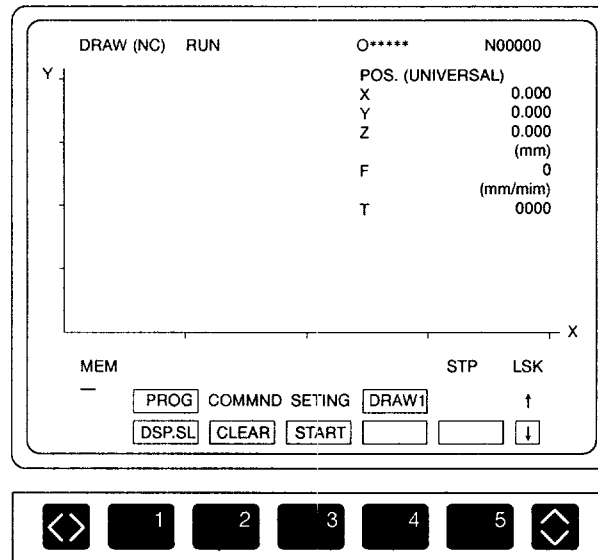 DRAW (NC) RUN O***** N00000
Y POS. (UNIVERSAL)
X 0.000
Y 0.000
Z 0.000
(mm)
F 0
(mm/mim)
T 0000
X
MEM STP LSK
PROG COMMND SETING DRAW1 ↑
DSP.SL CLEAR START ↓
<> 1 2 3 4 5